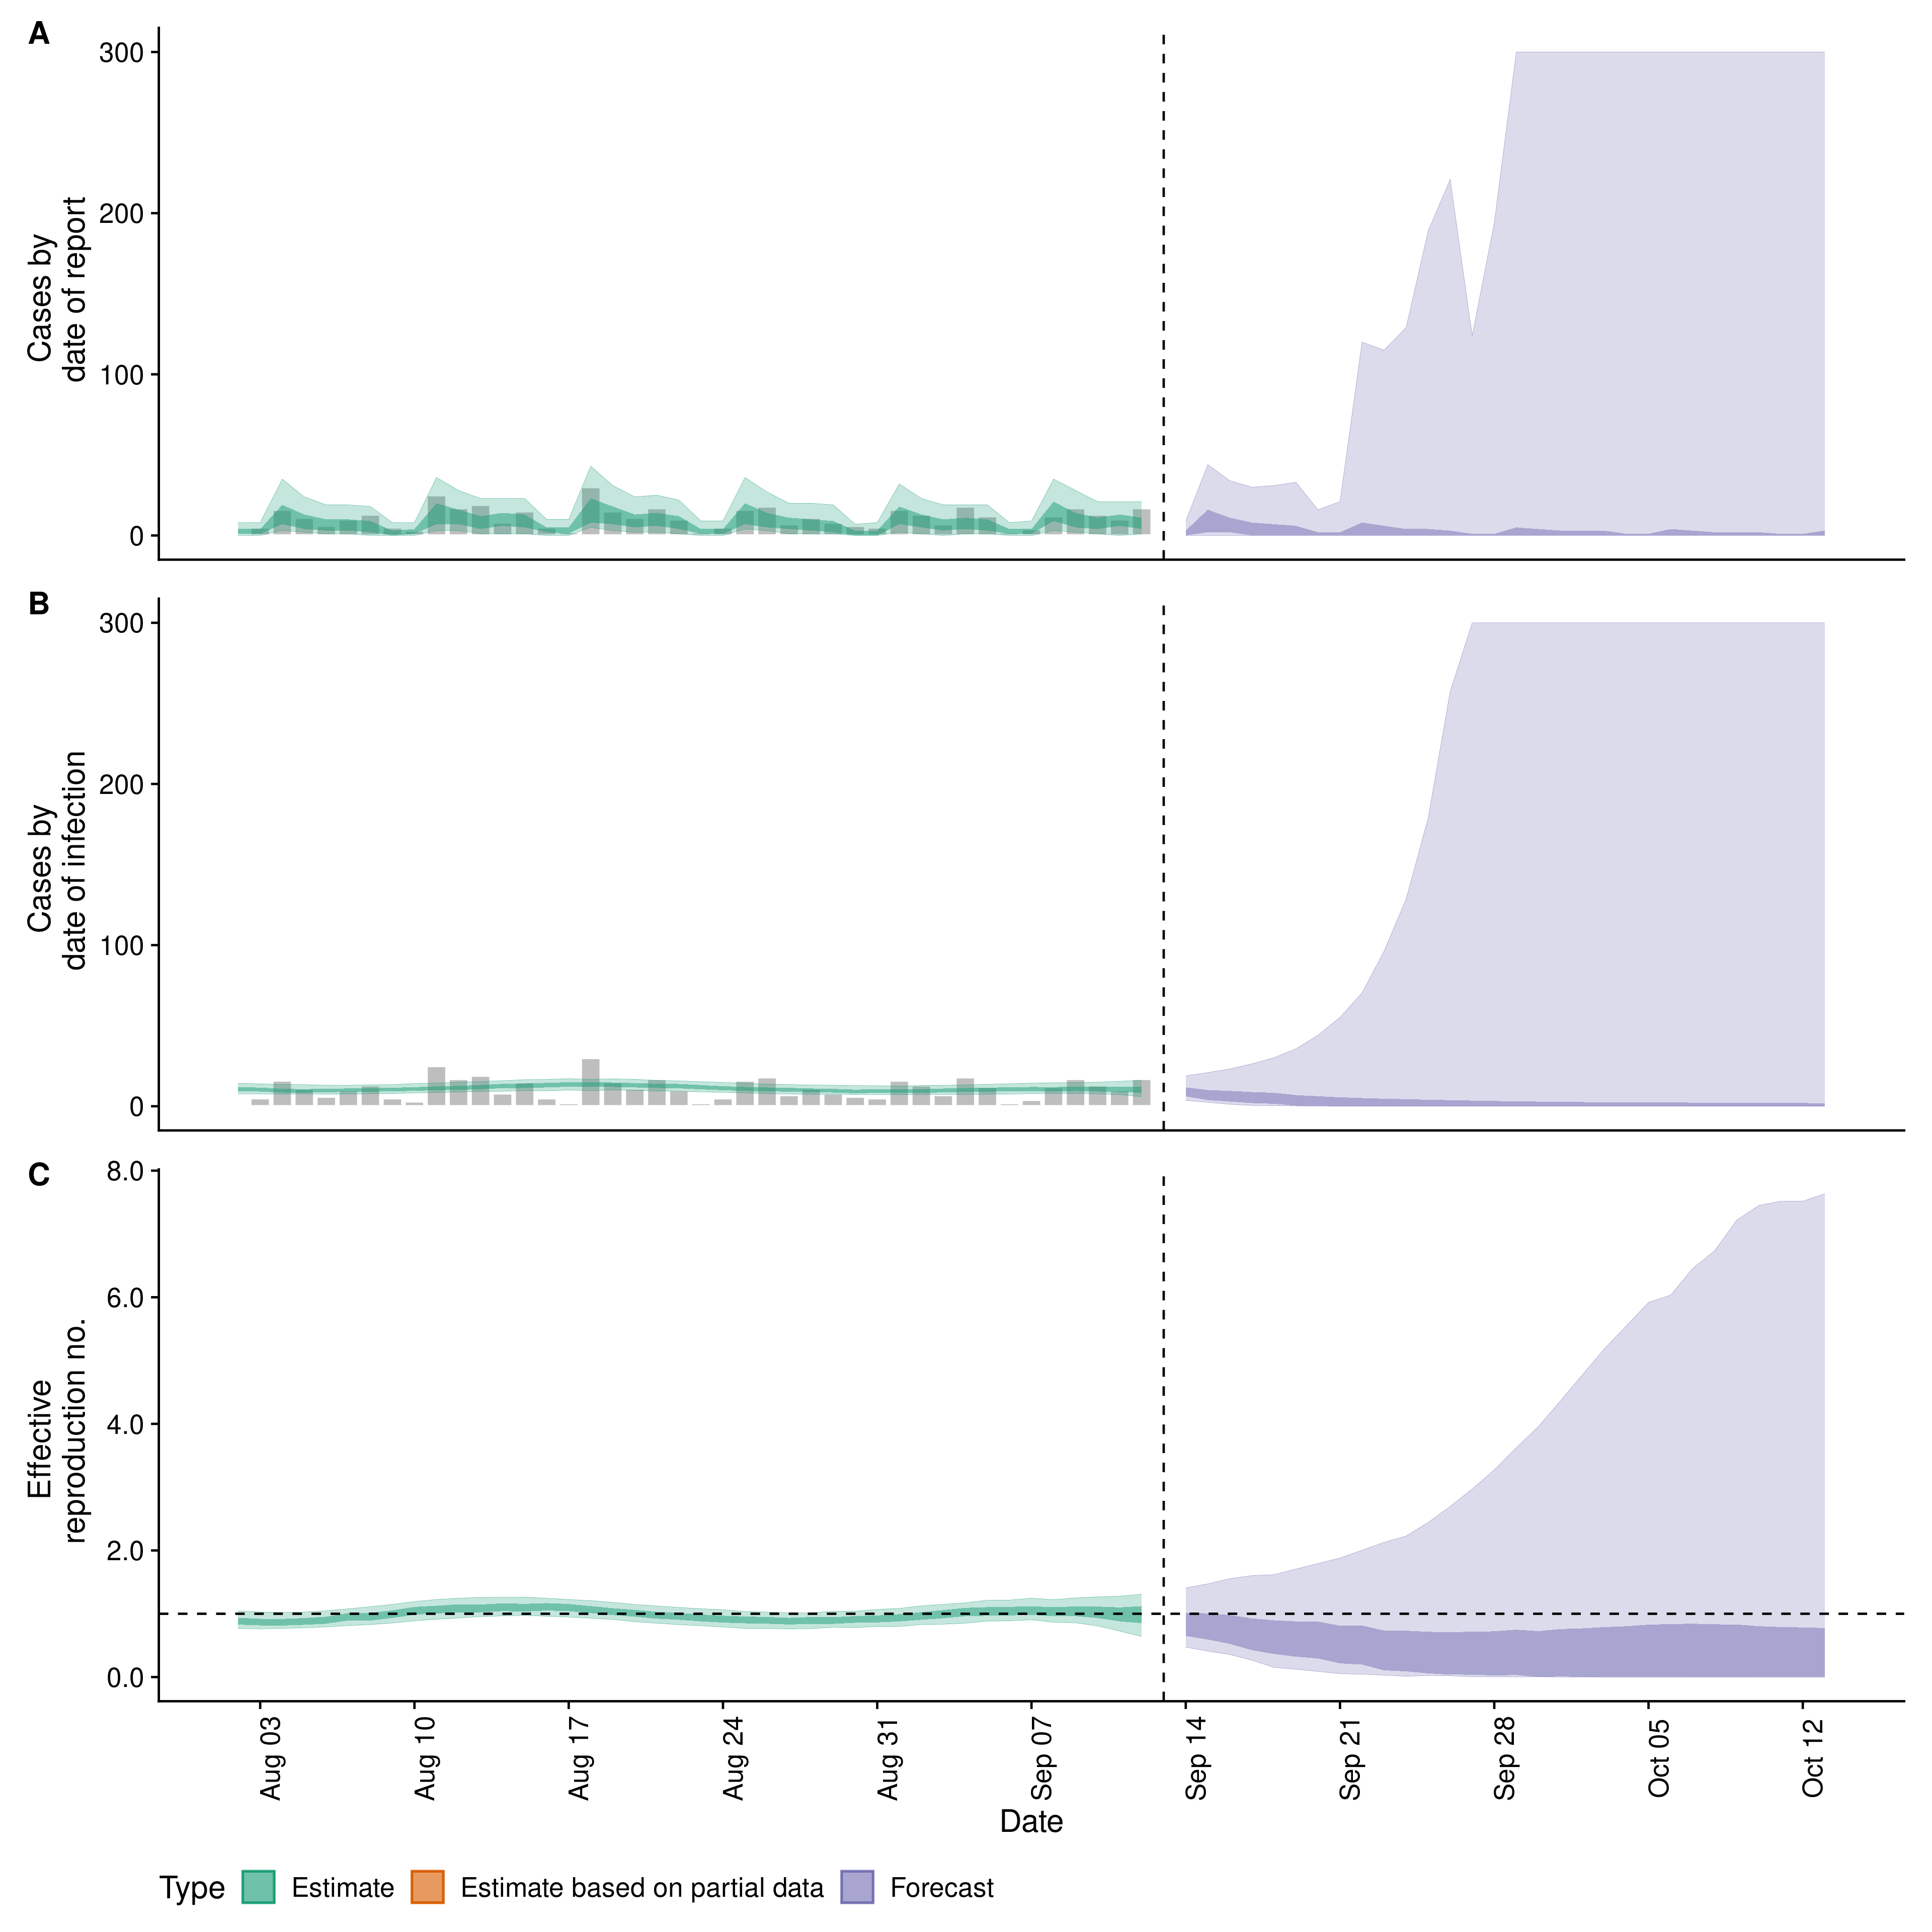 A
300
200
100
0
Cases by
date of report
B
300
200
100
0
Cases by
date of infection
C
8.0
6.0
4.0
2.0
0.0
Effective
reproduction no.
Aug 03
Aug 10
Aug 17
Aug 24
Aug 31
Sep 07
Sep 14
Sep 21
Sep 28
Oct 05
Oct 12
Date
Type Estimate Estimate based on partial data Forecast